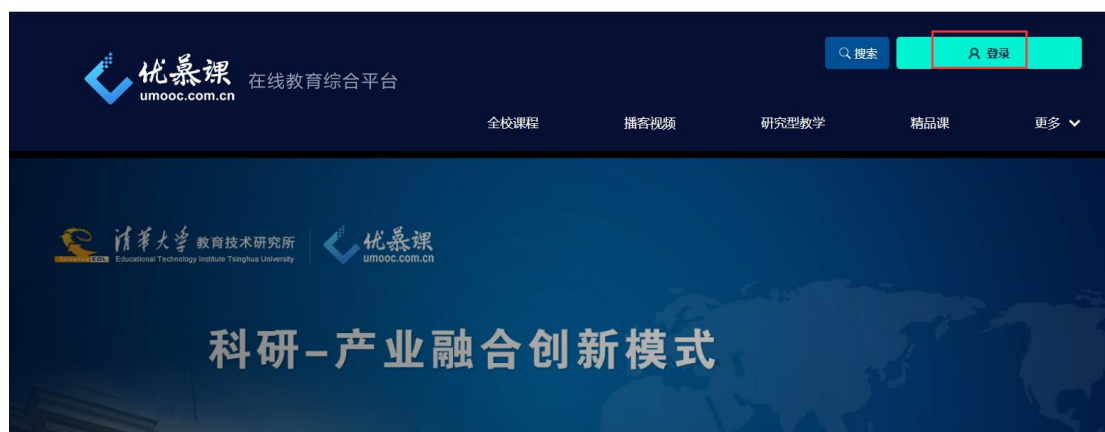 优慕课 在线教育综合平台
umooc.com.cn
搜索
登录
全校课程 播客视频 研究型教学 精品课 更多
清华大学 教育技术研究所 优慕课
TsinghuaEOL Educational Technology Institute Tsinghua University umooc.com.cn
科研-产业融合创新模式